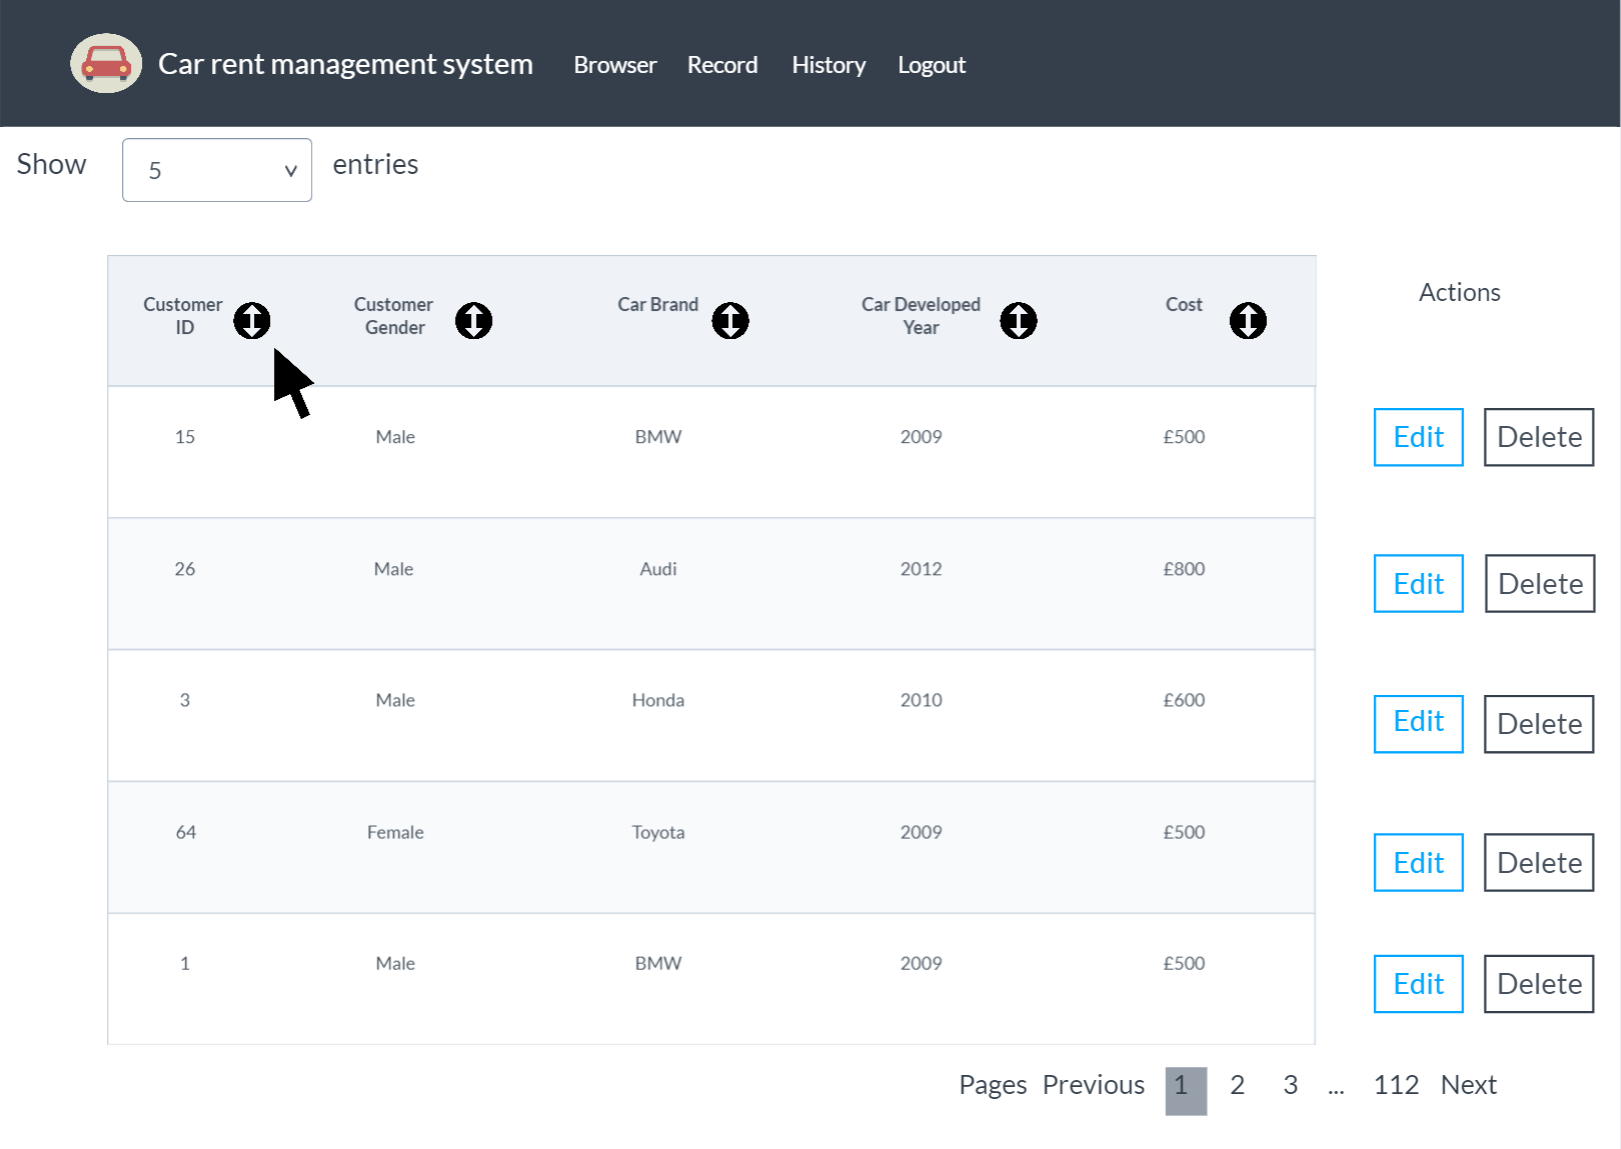 Car rent management system Browser Record History Logout
Show 5 v entries
Customer ID Customer Gender Car Brand Car Developed Year Cost Actions
15 Male BMW 2009 £500 Edit Delete
26 Male Audi 2012 £800 Edit Delete
3 Male Honda 2010 £600 Edit Delete
64 Female Toyota 2009 £500 Edit Delete
1 Male BMW 2009 £500 Edit Delete
Pages Previous 1 2 3 ... 112 Next